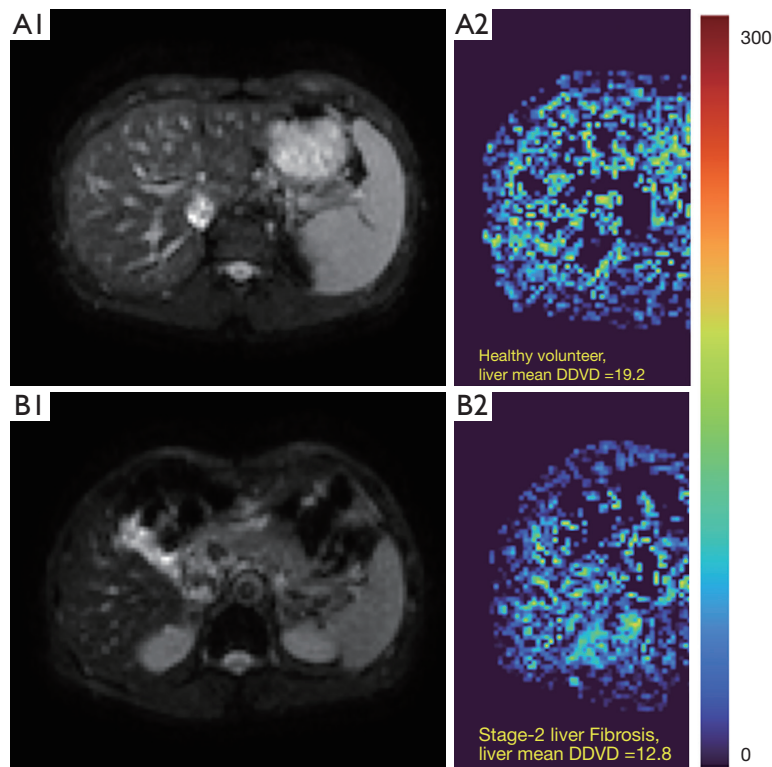 A1
A2
300
Healthy volunteer,
liver mean DDVD =19.2
B1
B2
Stage-2 liver Fibrosis,
liver mean DDVD =12.8
0